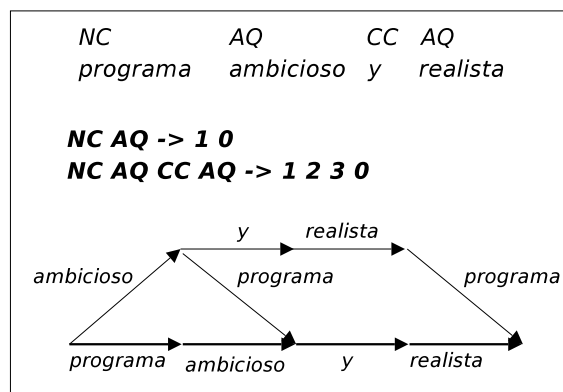 NC AQ CC AQ
programa ambicioso y realista
NC AQ -> 1 0
NC AQ CC AQ -> 1 2 3 0
y realista
ambicioso programa programa
programa ambicioso y realista